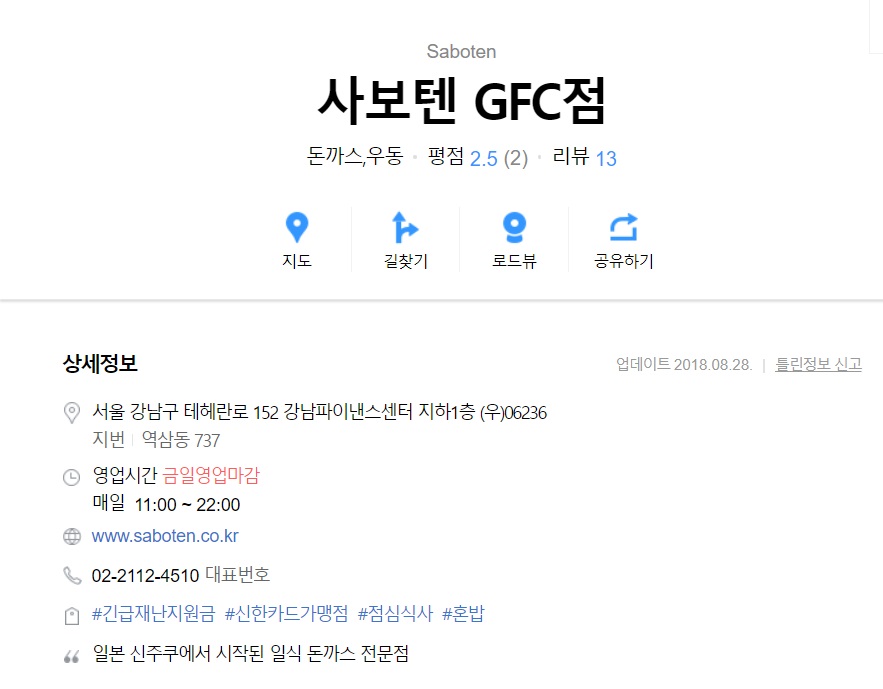 Saboten
사보텐 GFC점
돈까스,우동 · 평점 2.5 (2) · 리뷰 13
지도 길찾기 로드뷰 공유하기
상세정보 업데이트 2018.08.28. | 틀린정보 신고
서울 강남구 테헤란로 152 강남파이낸스센터 지하1층 (우)06236
지번 | 역삼동 737
영업시간 금일영업마감
매일 11:00 ~ 22:00
www.saboten.co.kr
02-2112-4510 대표번호
#긴급재난지원금 #신한카드가맹점 #점심식사 #혼밥
일본 신주쿠에서 시작된 일식 돈까스 전문점